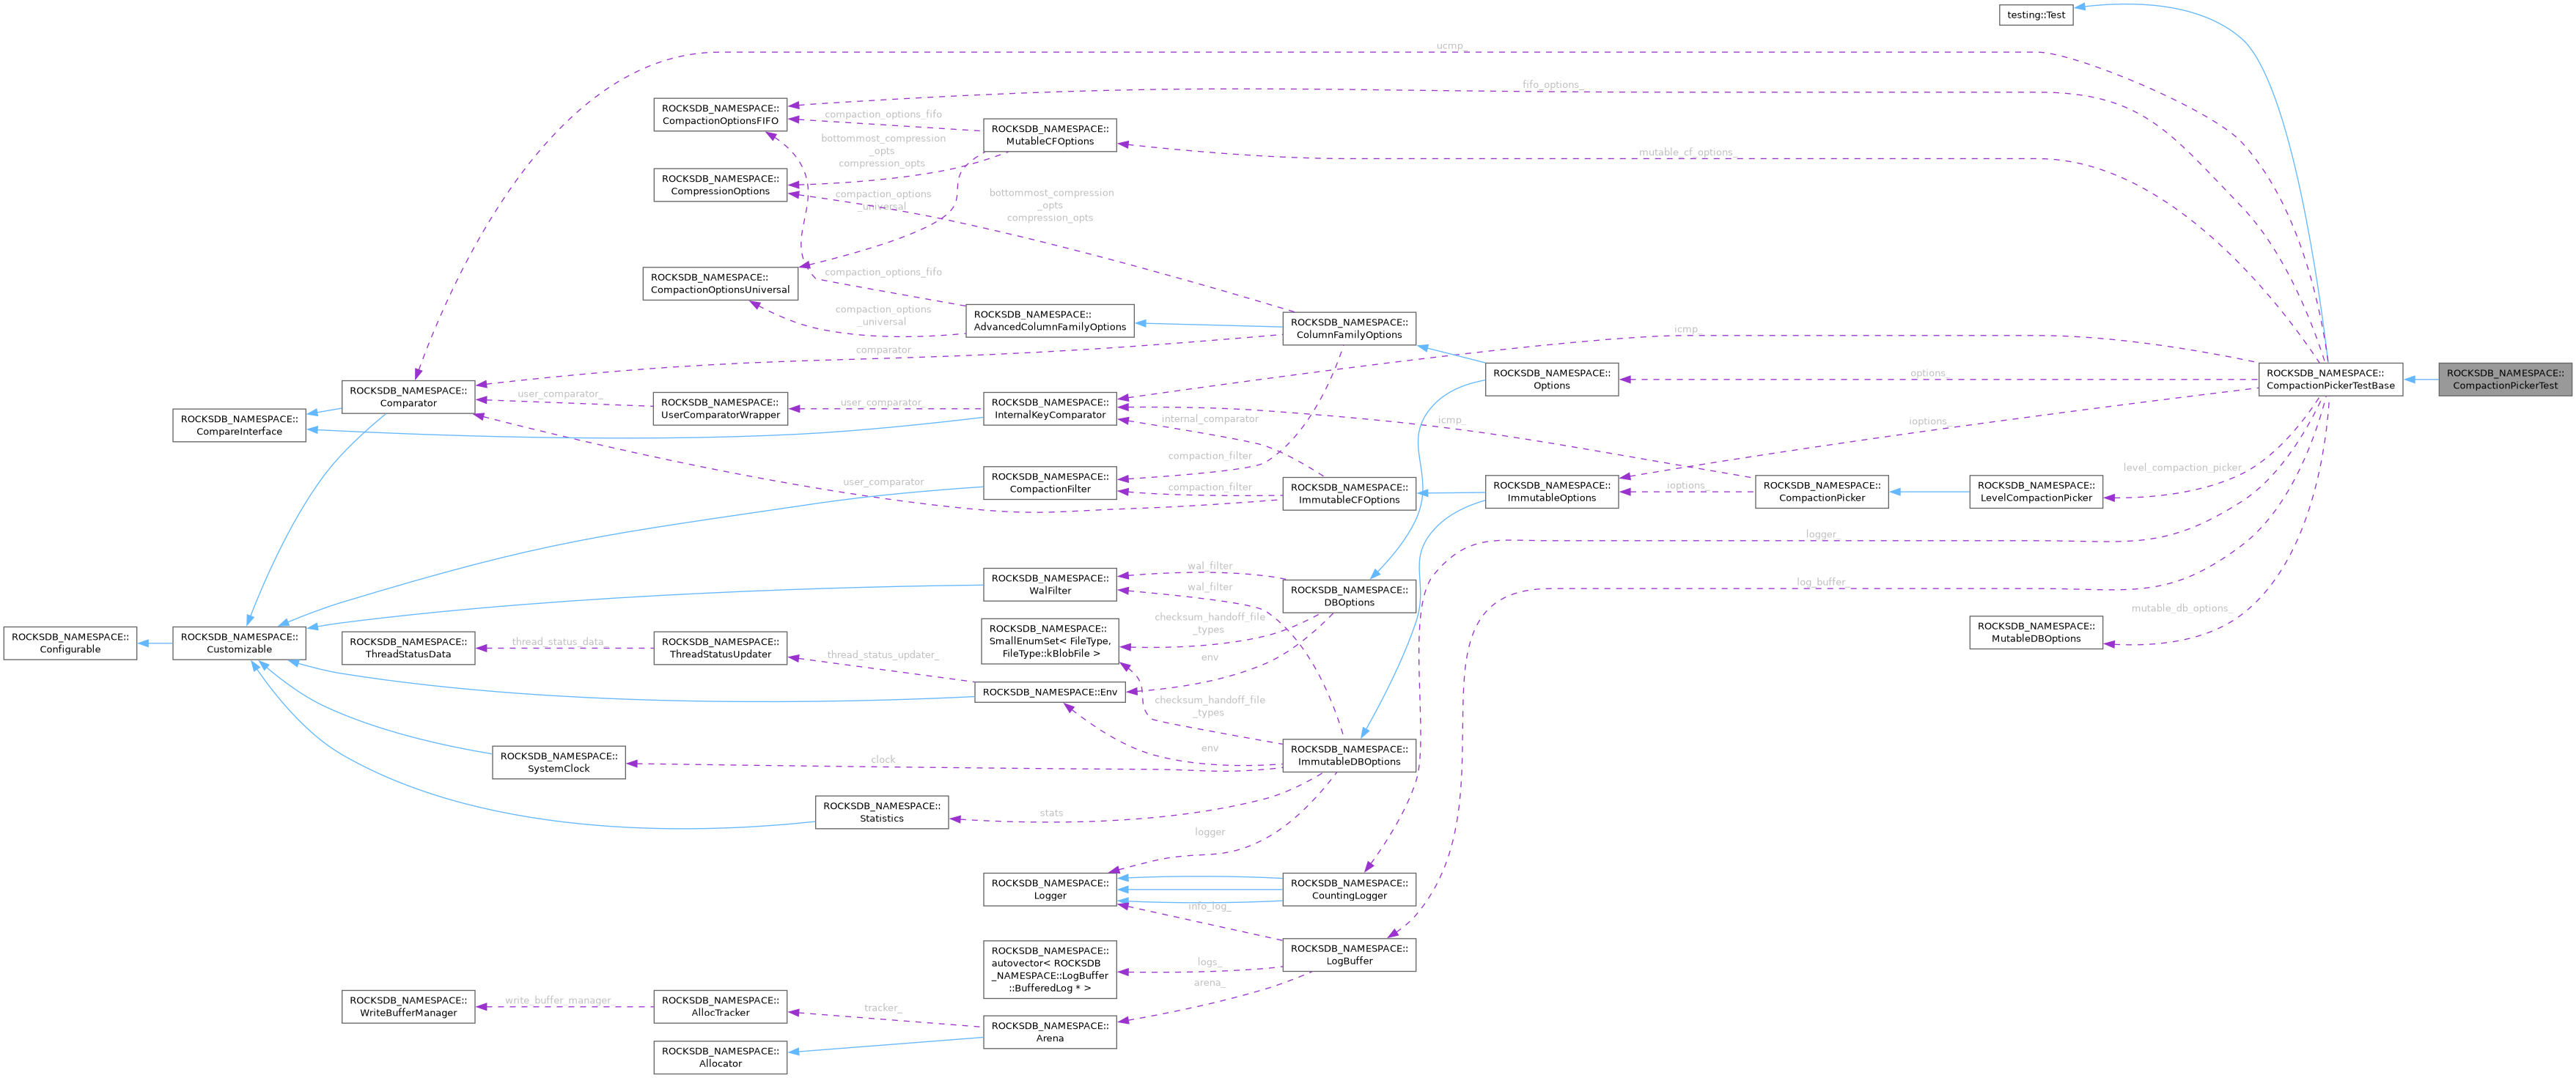 testing::Test
ucmp_
fifo_options_
ROCKSDB_NAMESPACE::
CompactionOptionsFIFO
compaction_options_fifo
ROCKSDB_NAMESPACE::
MutableCFOptions
bottommost_compression
_opts
compression_opts
mutable_cf_options_
ROCKSDB_NAMESPACE::
CompressionOptions
compaction_options
_universal
bottommost_compression
_opts
compression_opts
ROCKSDB_NAMESPACE::
CompactionOptionsUniversal
compaction_options_fifo
compaction_options
_universal
ROCKSDB_NAMESPACE::
AdvancedColumnFamilyOptions
ROCKSDB_NAMESPACE::
ColumnFamilyOptions
icmp_
comparator
ROCKSDB_NAMESPACE::
Options
options_
ROCKSDB_NAMESPACE::
CompactionPickerTestBase
ROCKSDB_NAMESPACE::
CompactionPickerTest
ROCKSDB_NAMESPACE::
Comparator
user_comparator_
ROCKSDB_NAMESPACE::
UserComparatorWrapper
user_comparator
ROCKSDB_NAMESPACE::
InternalKeyComparator
internal_comparator
icmp_
ioptions_
ROCKSDB_NAMESPACE::
CompareInterface
compaction_filter
level_compaction_picker
ROCKSDB_NAMESPACE::
CompactionFilter
user_comparator
compaction_filter
ROCKSDB_NAMESPACE::
ImmutableCFOptions
ROCKSDB_NAMESPACE::
ImmutableOptions
ioptions_
ROCKSDB_NAMESPACE::
CompactionPicker
ROCKSDB_NAMESPACE::
LevelCompactionPicker
logger_
wal_filter
wal_filter
ROCKSDB_NAMESPACE::
WalFilter
ROCKSDB_NAMESPACE::
DBOptions
log_buffer_
mutable_db_options_
checksum_handoff_file
_types
ROCKSDB_NAMESPACE::
SmallEnumSet< FileType,
FileType::kBlobFile >
ROCKSDB_NAMESPACE::
MutableDBOptions
ROCKSDB_NAMESPACE::
Configurable
ROCKSDB_NAMESPACE::
Customizable
ROCKSDB_NAMESPACE::
ThreadStatusData
thread_status_data_
ROCKSDB_NAMESPACE::
ThreadStatusUpdater
thread_status_updater_
env
ROCKSDB_NAMESPACE::Env
checksum_handoff_file
_types
env
ROCKSDB_NAMESPACE::
SystemClock
clock
ROCKSDB_NAMESPACE::
ImmutableDBOptions
ROCKSDB_NAMESPACE::
Statistics
stats
logger
ROCKSDB_NAMESPACE::
Logger
ROCKSDB_NAMESPACE::
CountingLogger
info_log_
ROCKSDB_NAMESPACE::
LogBuffer
ROCKSDB_NAMESPACE::
autovector< ROCKSDB
_NAMESPACE::LogBuffer
::BufferedLog * >
logs_
arena_
ROCKSDB_NAMESPACE::
WriteBufferManager
write_buffer_manager_
ROCKSDB_NAMESPACE::
AllocTracker
tracker_
ROCKSDB_NAMESPACE::
Arena
ROCKSDB_NAMESPACE::
Allocator